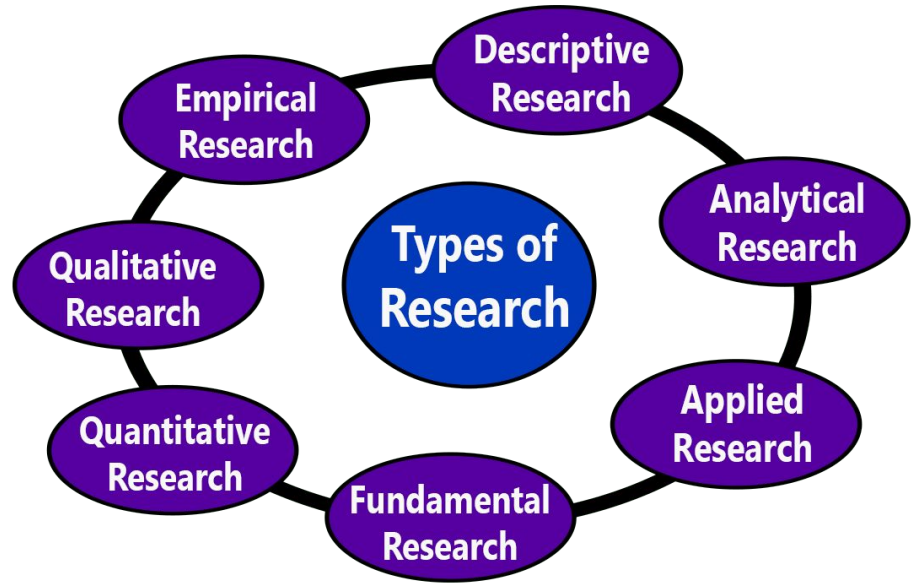 Types of
Research
Descriptive
Research
Analytical
Research
Applied
Research
Fundamental
Research
Quantitative
Research
Qualitative
Research
Empirical
Research